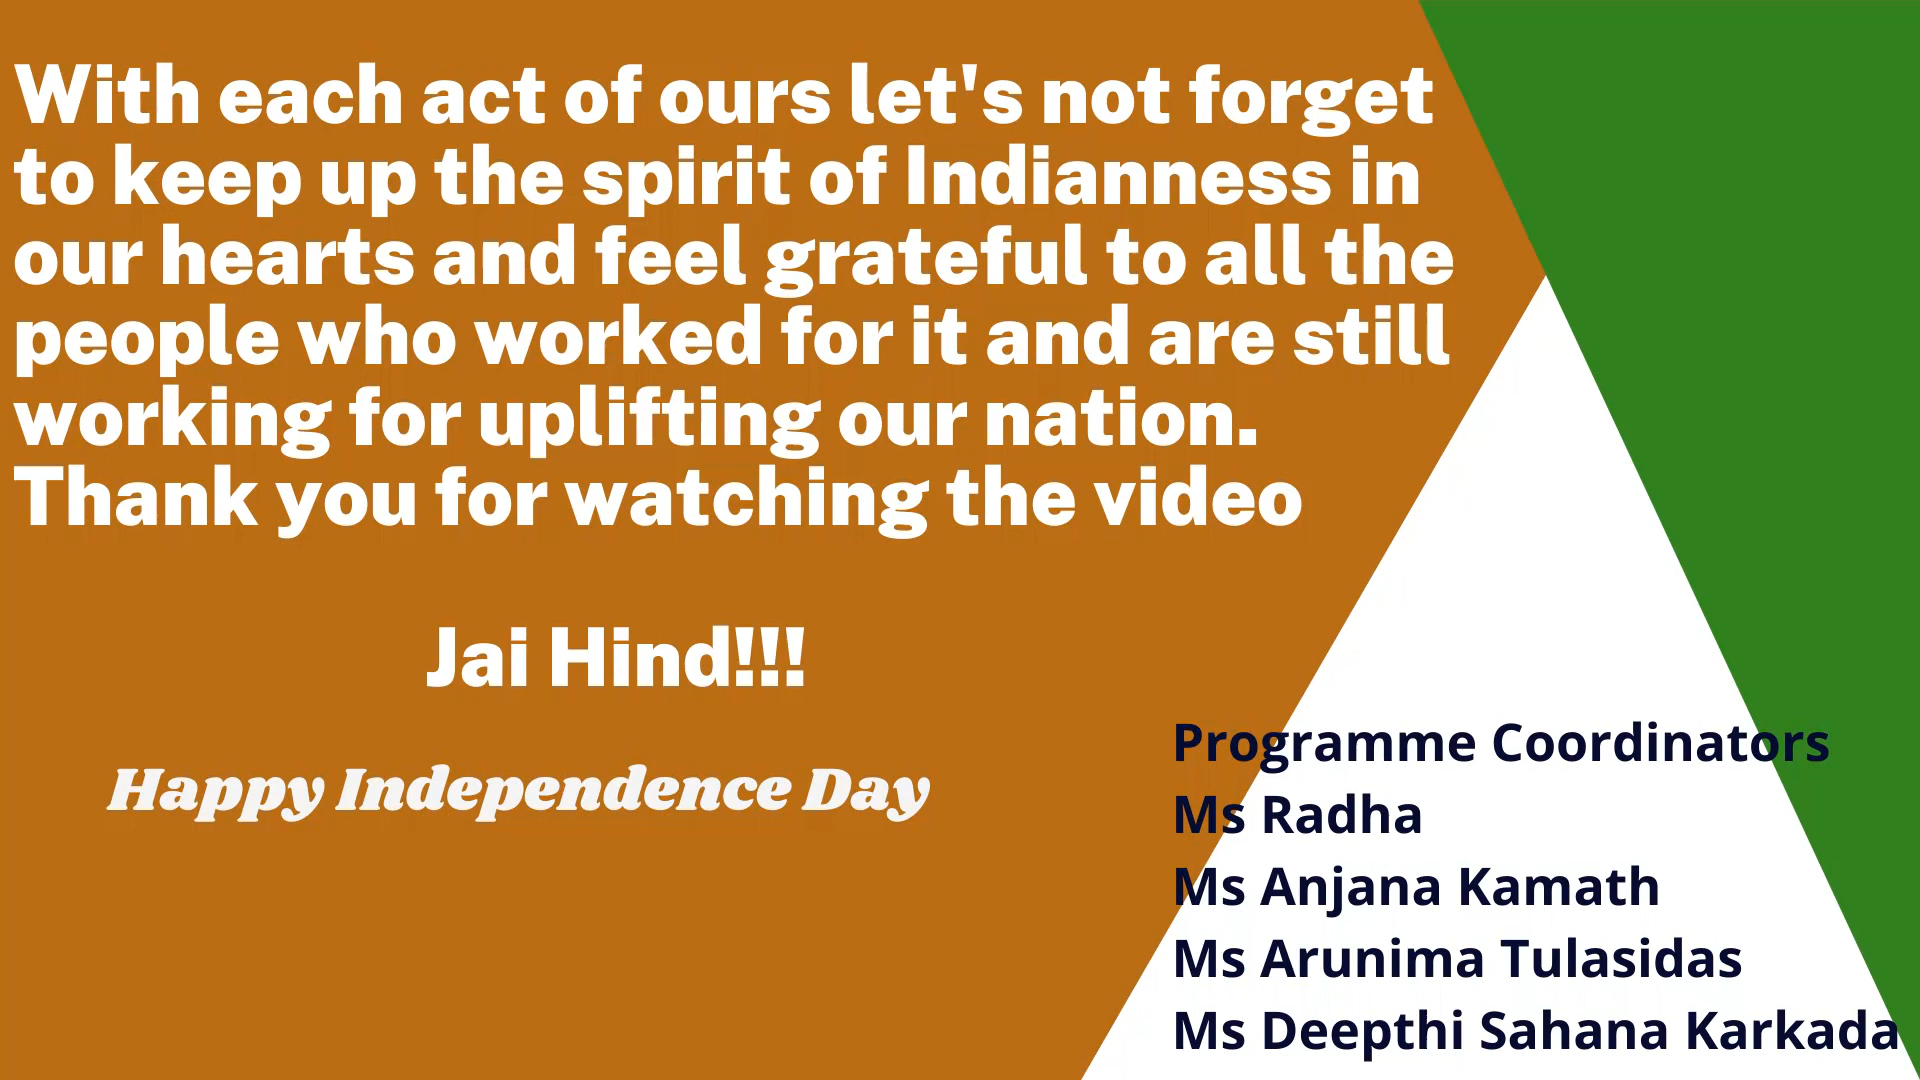 With each act of ours let's not forget
to keep up the spirit of Indianness in
our hearts and feel grateful to all the
people who worked for it and are still
working for uplifting our nation.
Thank you for watching the video
Jai Hind!!!
Happy Independence Day
Programme Coordinators
Ms Radha
Ms Anjana Kamath
Ms Arunima Tulasidas
Ms Deepthi Sahana Karkada